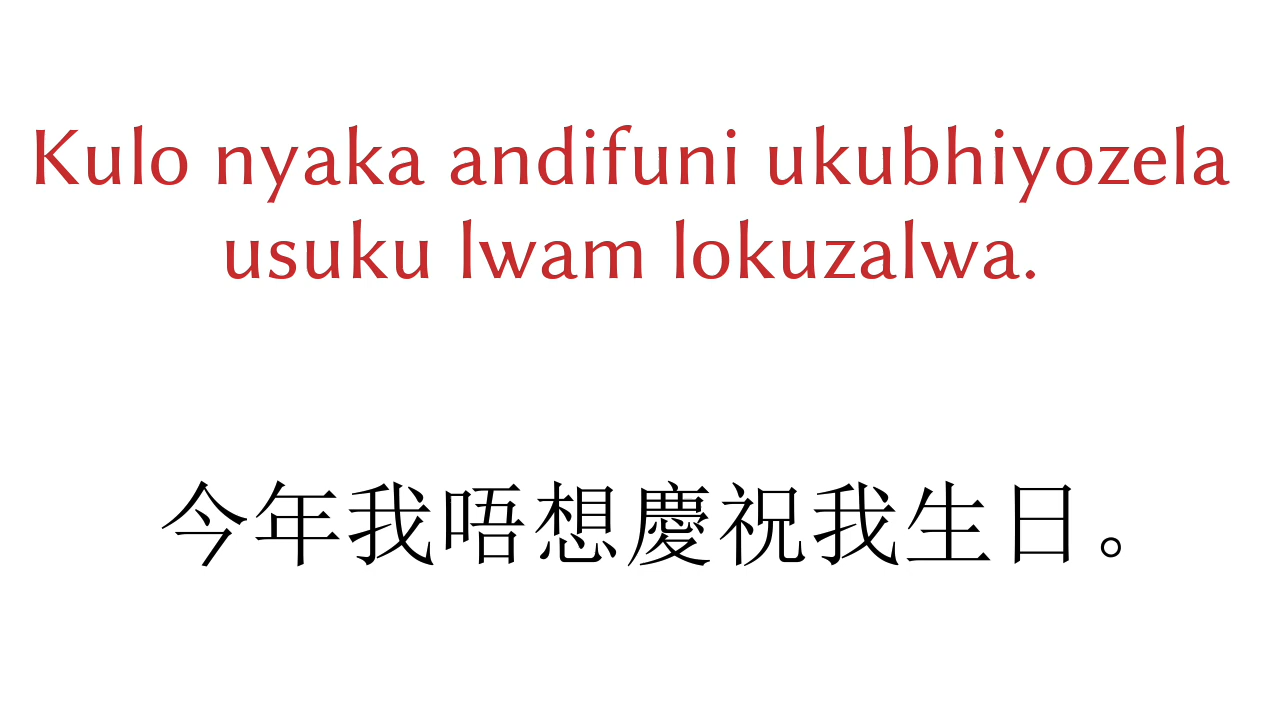 Kulo nyaka andifuni ukubhiyozela
usuku lwam lokuzalwa.
今年我唔想慶祝我生日。